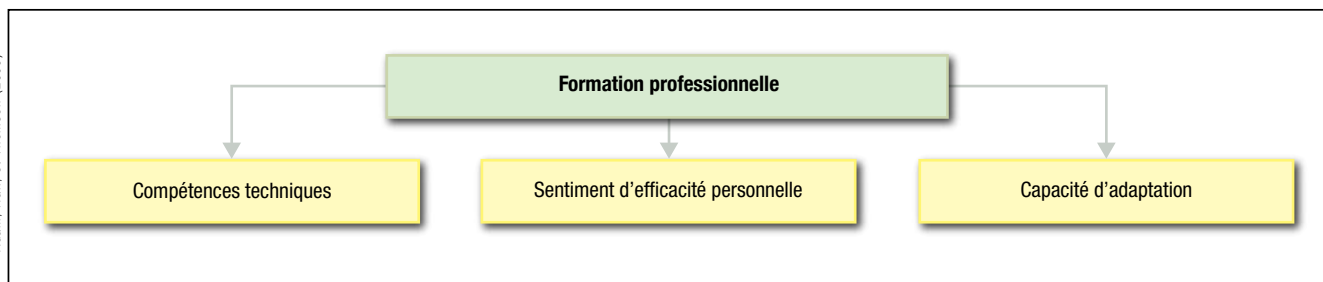 Formation professionnelle
Compétences techniques
Sentiment d’efficacité personnelle
Capacité d’adaptation